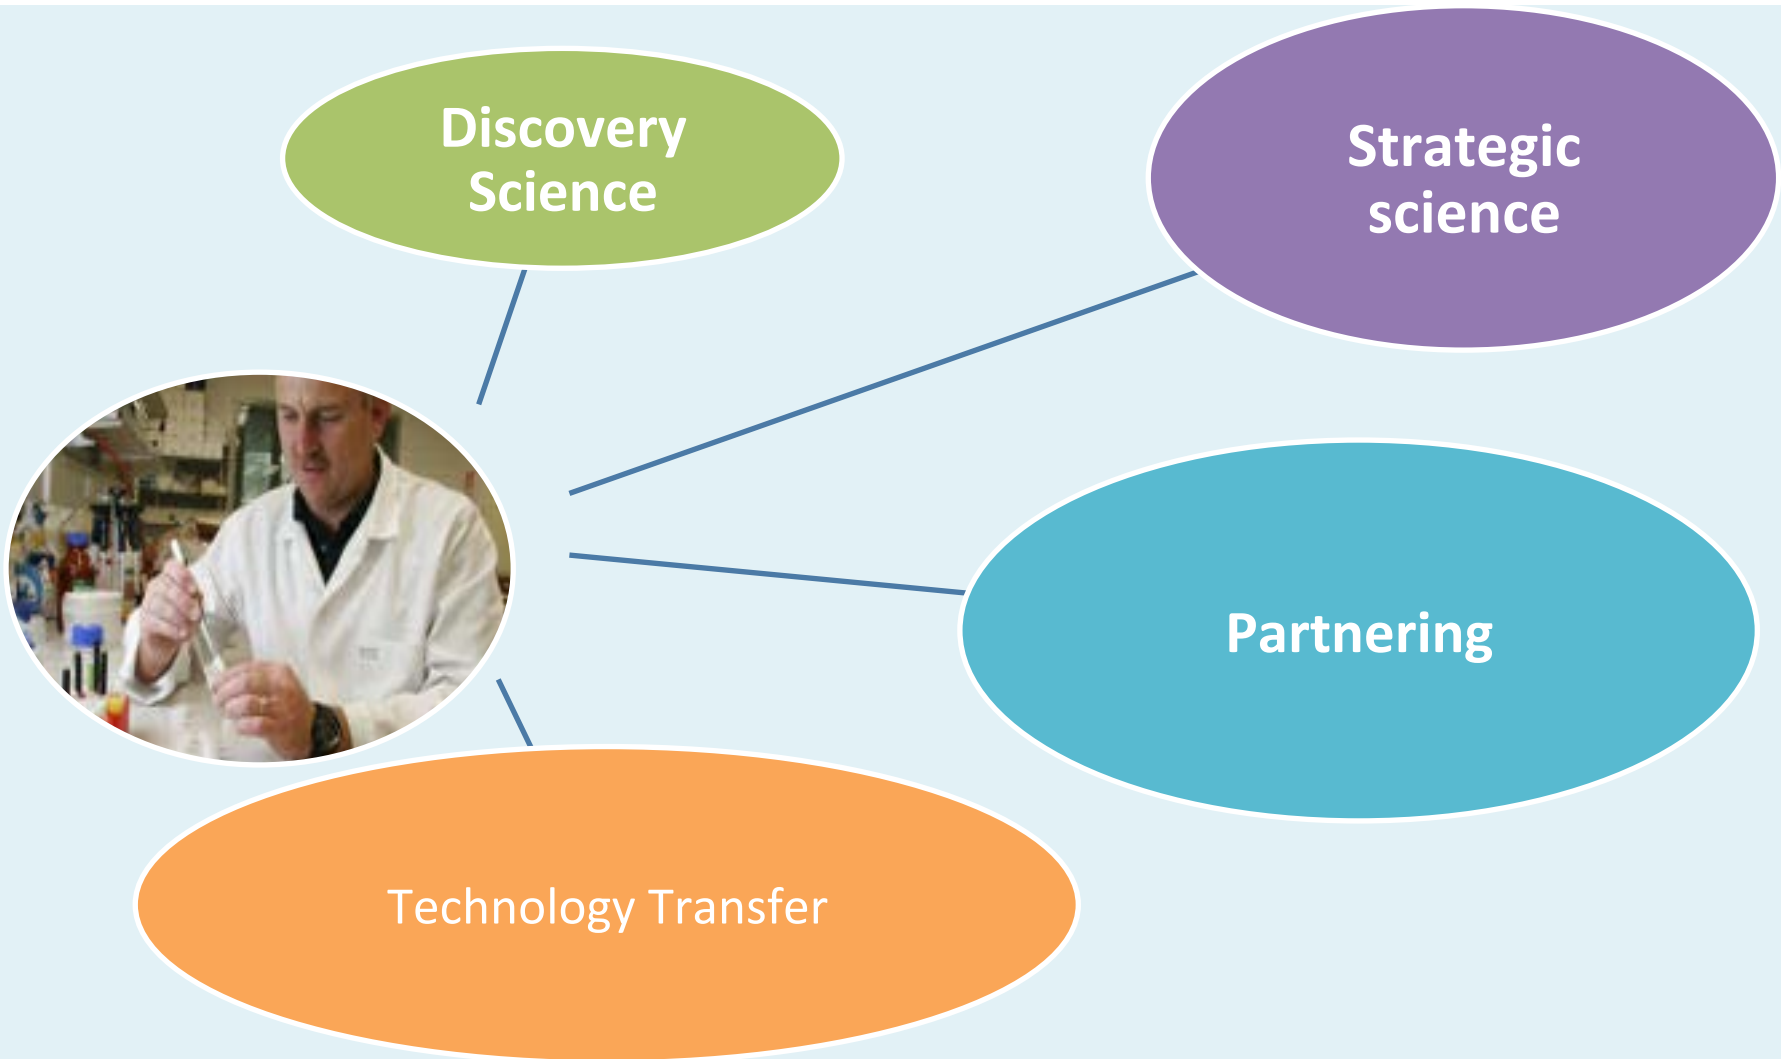 Discovery
Science
Strategic
science
Partnering
Technology Transfer